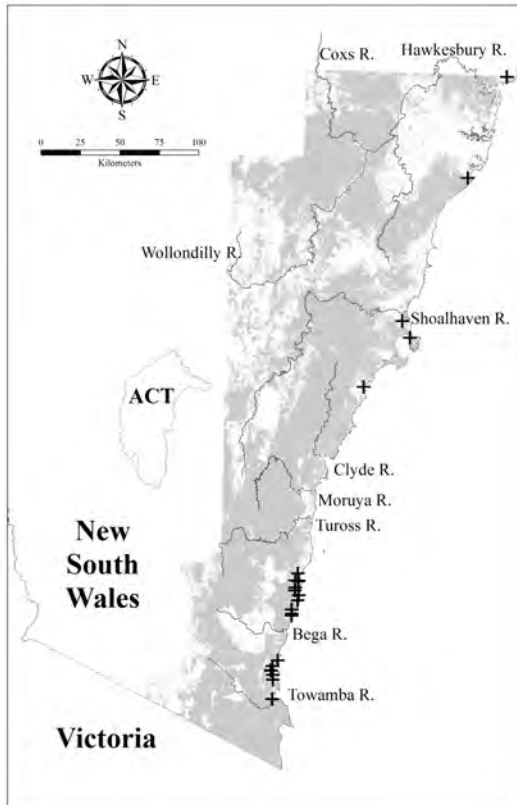 Coxs R.
Hawkesbury R.
N
W E
S
0 25 50 100
Kilometers
Wollondilly R.
Shoalhaven R.
ACT
Clyde R.
Moruya R.
Tuross R.
New
South
Wales
Bega R.
Towamba R.
Victoria